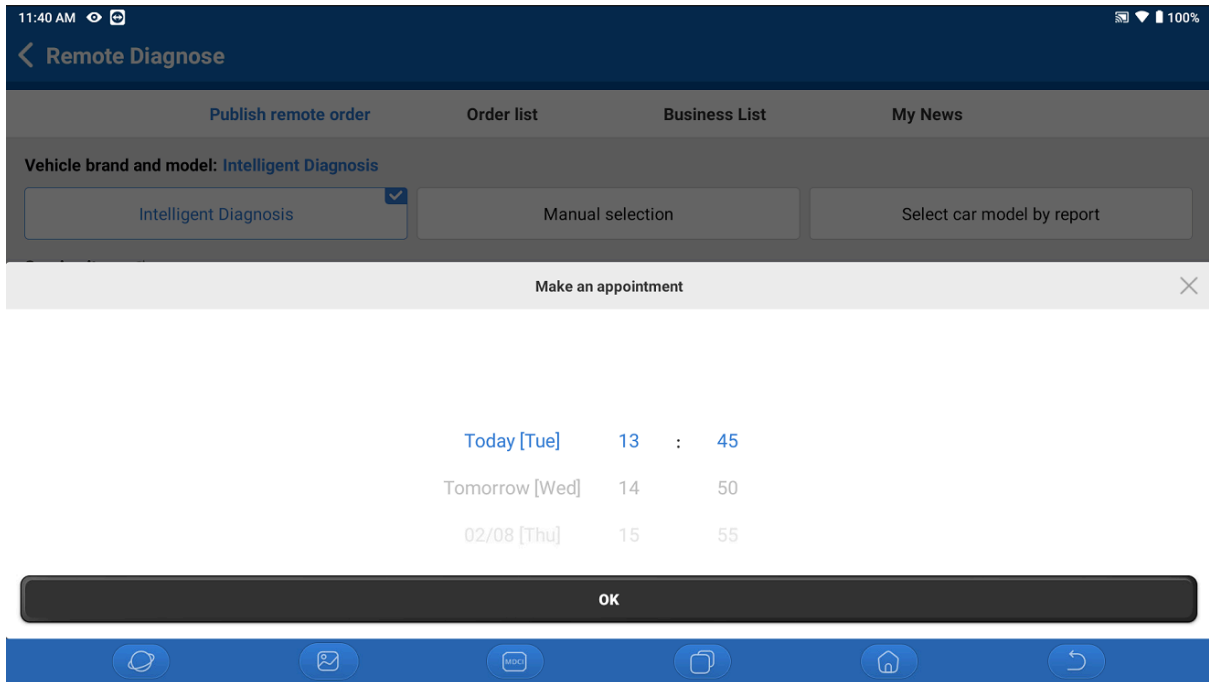 11:40 AM 100%
Remote Diagnose
Publish remote order Order list Business List My News
Vehicle brand and model: Intelligent Diagnosis
Intelligent Diagnosis Manual selection Select car model by report
Make an appointment
Today [Tue] 13 : 45
Tomorrow [Wed] 14 50
02/08 [Thu] 15 55
OK